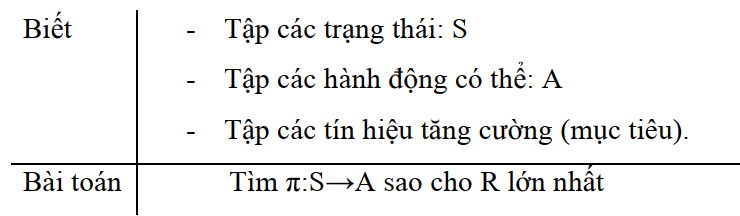 Biết - Tập các trạng thái: S
- Tập các hành động có thể: A
- Tập các tín hiệu tăng cường (mục tiêu).
Bài toán Tìm π:S→A sao cho R lớn nhất